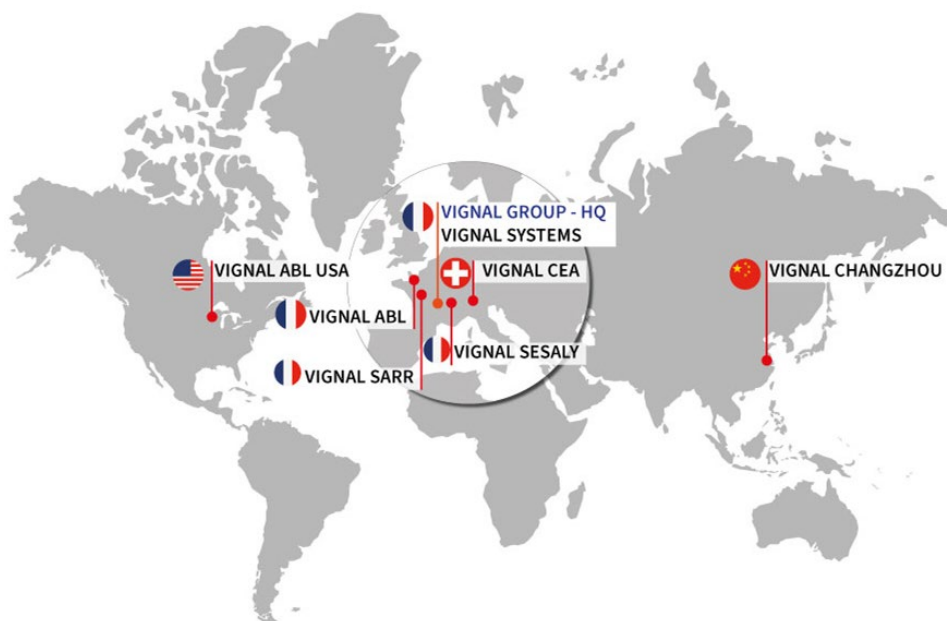 VIGNAL GROUP - HQ
VIGNAL SYSTEMS
VIGNAL ABL USA
VIGNAL CEA
VIGNAL CHANGZHOU
VIGNAL ABL
VIGNAL SESALY
VIGNAL SARR